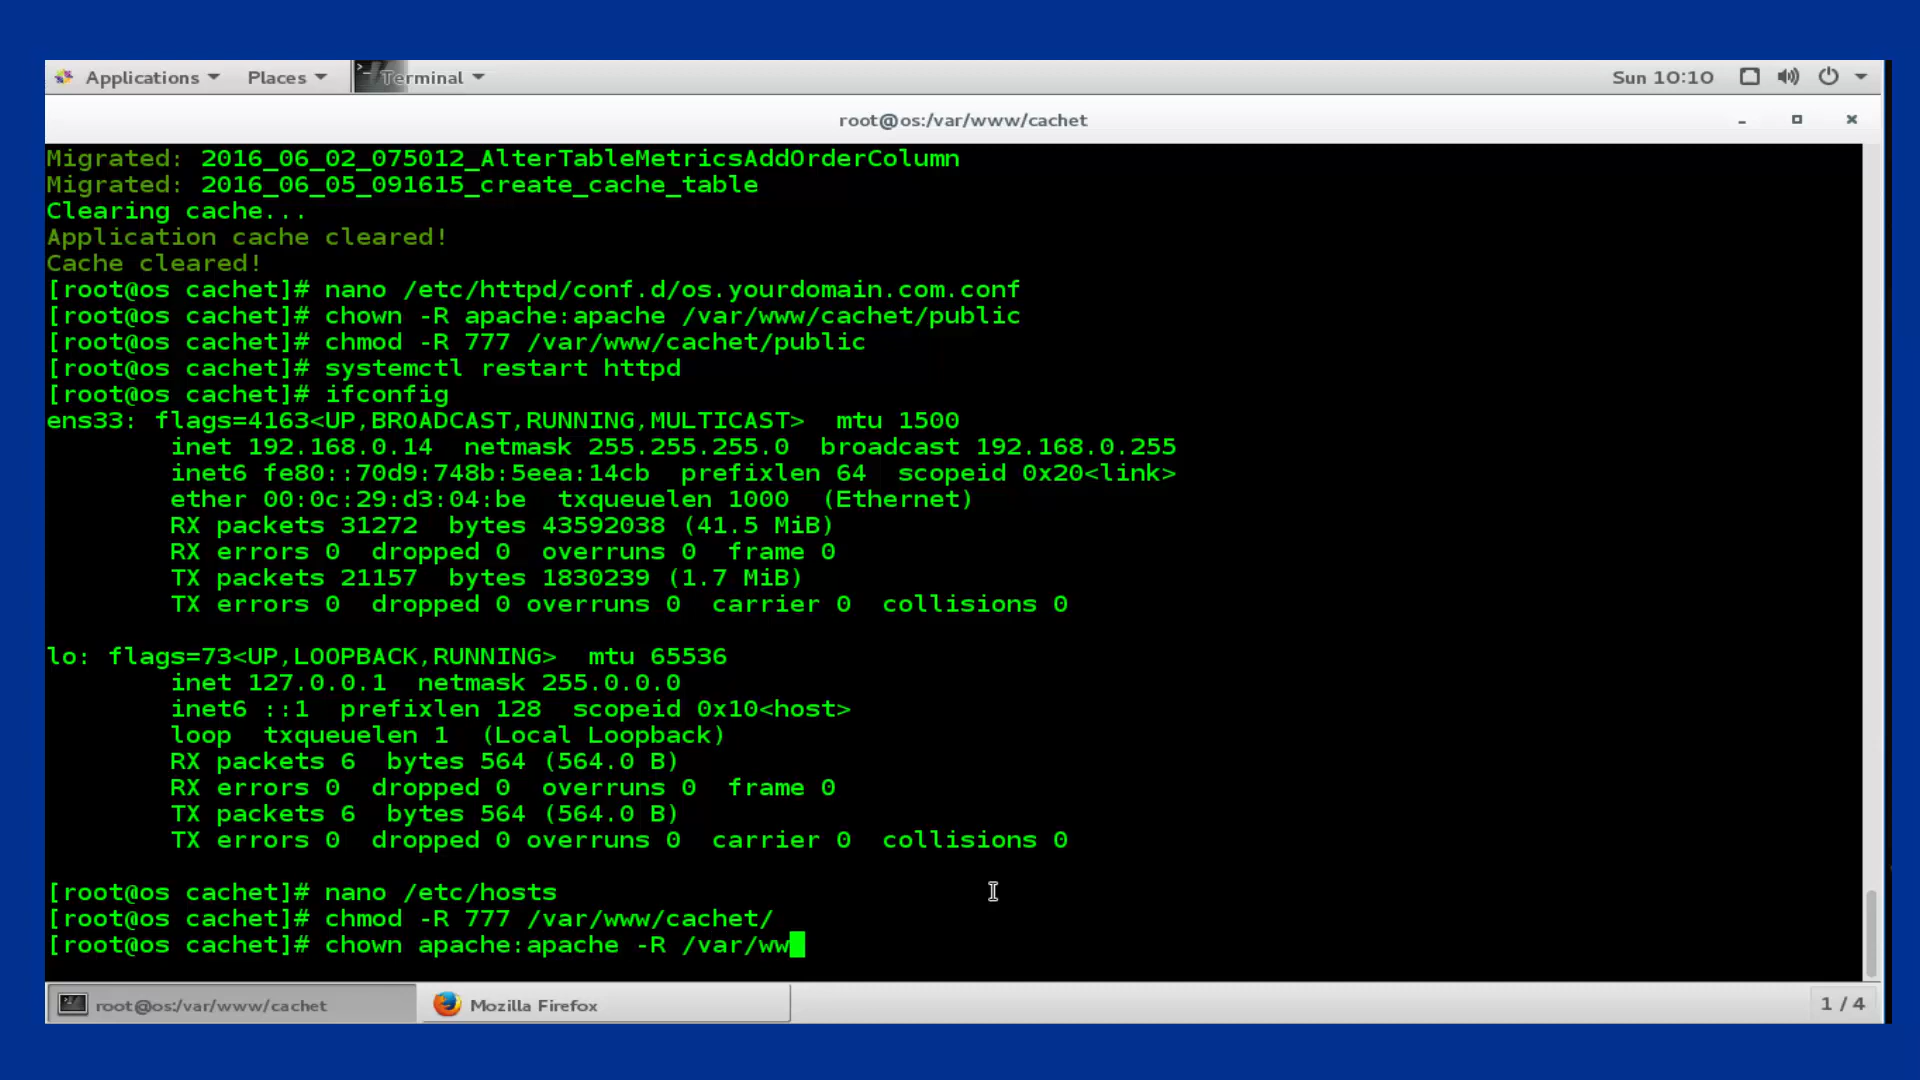 Applications Places Terminal Sun 10:10
root@os:/var/www/cachet
Migrated: 2016_06_02_075012_AlterTableMetricsAddOrderColumn
Migrated: 2016_06_05_091615_create_cache_table
Clearing cache...
Application cache cleared!
Cache cleared!
[root@os cachet]# nano /etc/httpd/conf.d/os.yourdomain.com.conf
[root@os cachet]# chown -R apache:apache /var/www/cachet/public
[root@os cachet]# chmod -R 777 /var/www/cachet/public
[root@os cachet]# systemctl restart httpd
[root@os cachet]# ifconfig
ens33: flags=4163<UP,BROADCAST,RUNNING,MULTICAST>  mtu 1500
        inet 192.168.0.14  netmask 255.255.255.0  broadcast 192.168.0.255
        inet6 fe80::70d9:748b:5eea:14cb  prefixlen 64  scopeid 0x20<link>
        ether 00:0c:29:d3:04:be  txqueuelen 1000  (Ethernet)
        RX packets 31272  bytes 43592038 (41.5 MiB)
        RX errors 0  dropped 0  overruns 0  frame 0
        TX packets 21157  bytes 1830239 (1.7 MiB)
        TX errors 0  dropped 0 overruns 0  carrier 0  collisions 0
lo: flags=73<UP,LOOPBACK,RUNNING>  mtu 65536
        inet 127.0.0.1  netmask 255.0.0.0
        inet6 ::1  prefixlen 128  scopeid 0x10<host>
        loop  txqueuelen 1  (Local Loopback)
        RX packets 6  bytes 564 (564.0 B)
        RX errors 0  dropped 0  overruns 0  frame 0
        TX packets 6  bytes 564 (564.0 B)
        TX errors 0  dropped 0 overruns 0  carrier 0  collisions 0
[root@os cachet]# nano /etc/hosts
[root@os cachet]# chmod -R 777 /var/www/cachet/
[root@os cachet]# chown apache:apache -R /var/ww
root@os:/var/www/cachet Mozilla Firefox 1 / 4